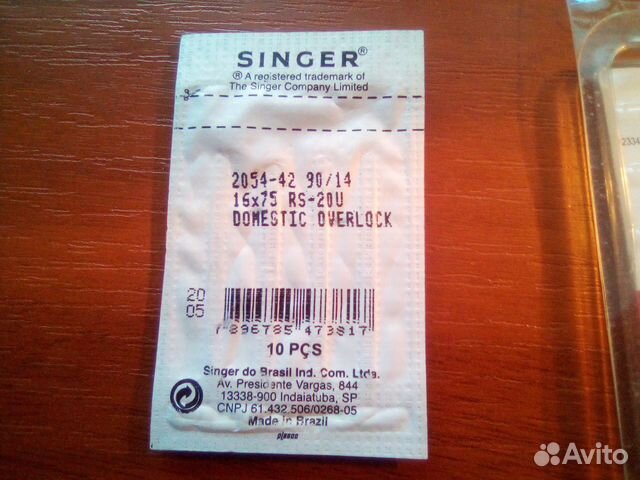 SINGER®
® A registered trademark of
The Singer Company Limited
2054-42 90/14
16x75 RS-20U
DOMESTIC OVERLOCK
20
05
7 896785 473817
10 PÇS
Singer do Brasil Ind. Com. Ltda.
Av. Presidente Vargas, 844
13338-900 Indaiatuba, SP
CNPJ 61.432.506/0268-05
Made in Brazil
2334
Avito